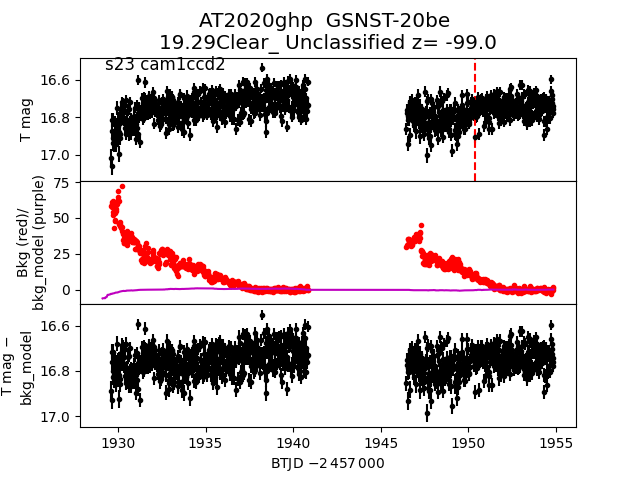 AT2020ghp  GSNST-20be
19.29Clear_ Unclassified z= -99.0
s23 cam1ccd2
T mag
16.6
16.8
17.0
Bkg (red)/
bkg_model (purple)
75
50
25
0
T mag −
bkg_model
16.6
16.8
17.0
1930
1935
1940
1945
1950
1955
BTJD −2 457 000